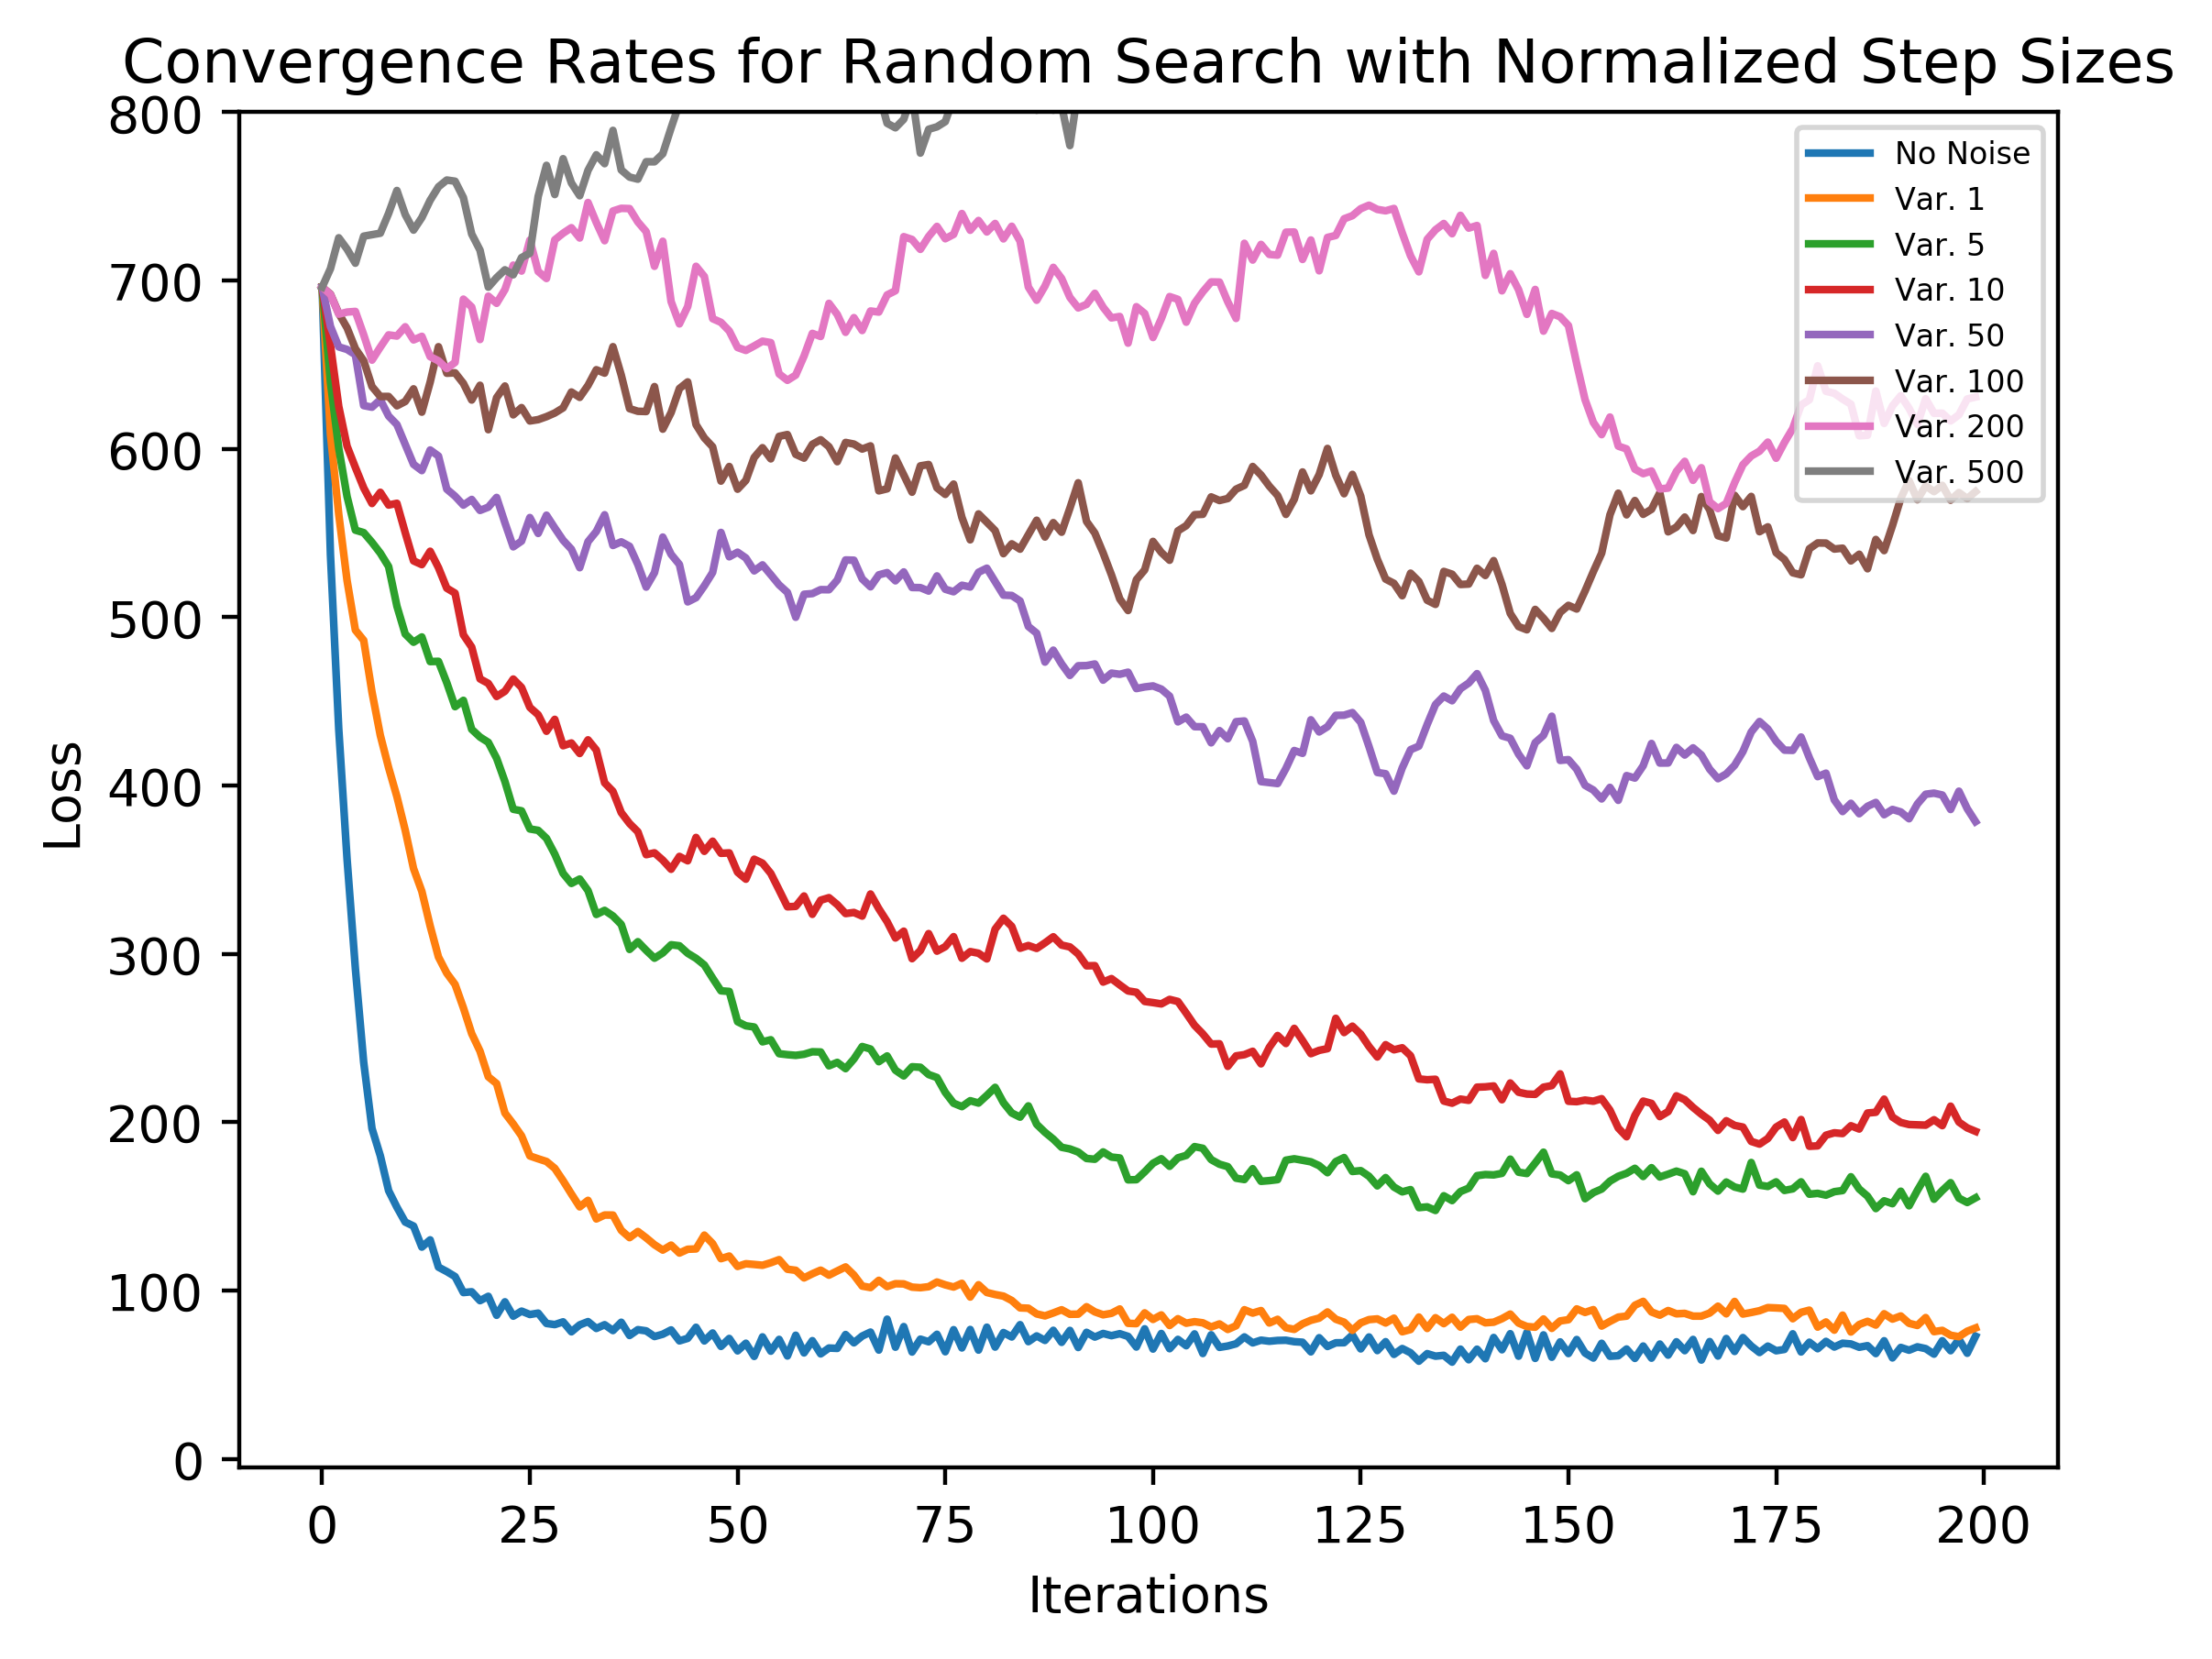 Convergence Rates for Random Search with Normalized Step Sizes
800
700
600
500
400
300
200
100
0
Loss
No Noise
Var. 1
Var. 5
Var. 10
Var. 50
Var. 100
Var. 200
Var. 500
0 25 50 75 100 125 150 175 200
Iterations